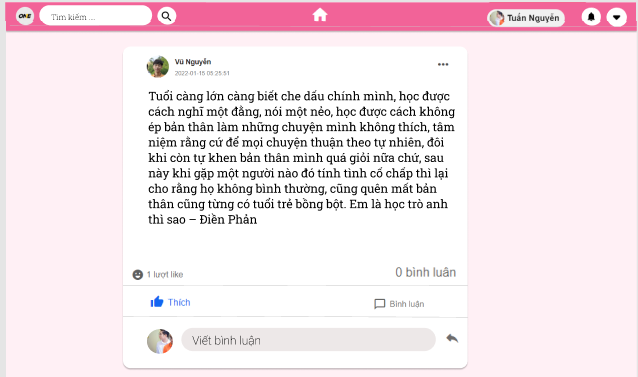 ONE
Tìm kiếm ...
Tuấn Nguyễn
Vũ Nguyễn
2022-01-15 05:25:51
Tuổi càng lớn càng biết che dấu chính mình, học được
cách nghĩ một đằng, nói một nẻo, học được cách không
ép bản thân làm những chuyện mình không thích, tâm
niệm rằng cứ để mọi chuyện thuận theo tự nhiên, đôi
khi còn tự khen bản thân mình quá giỏi nữa chứ, sau
này khi gặp một người nào đó tính tình cố chấp thì lại
cho rằng họ không bình thường, cũng quên mất bản
thân cũng từng có tuổi trẻ bồng bột. Em là học trò anh
thì sao – Điền Phản
1 lượt like
0 bình luân
Thích
Bình luận
Viết bình luận